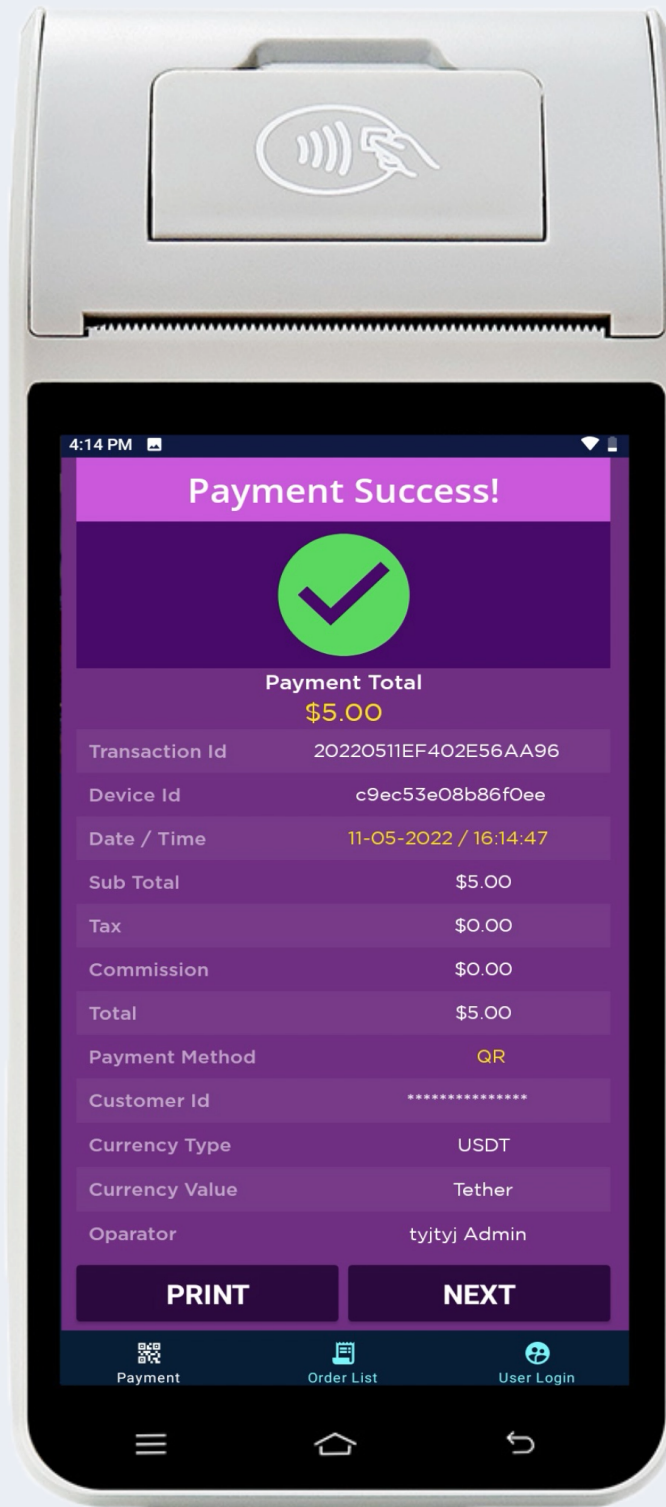 4:14 PM
Payment Success!
Payment Total
$5.00
Transaction Id 20220511EF402E56AA96
Device Id c9ec53e08b86f0ee
Date / Time 11-05-2022 / 16:14:47
Sub Total $5.00
Tax $0.00
Commission $0.00
Total $5.00
Payment Method QR
Customer Id ***************
Currency Type USDT
Currency Value Tether
Oparator tyjtyj Admin
PRINT NEXT
Payment Order List User Login